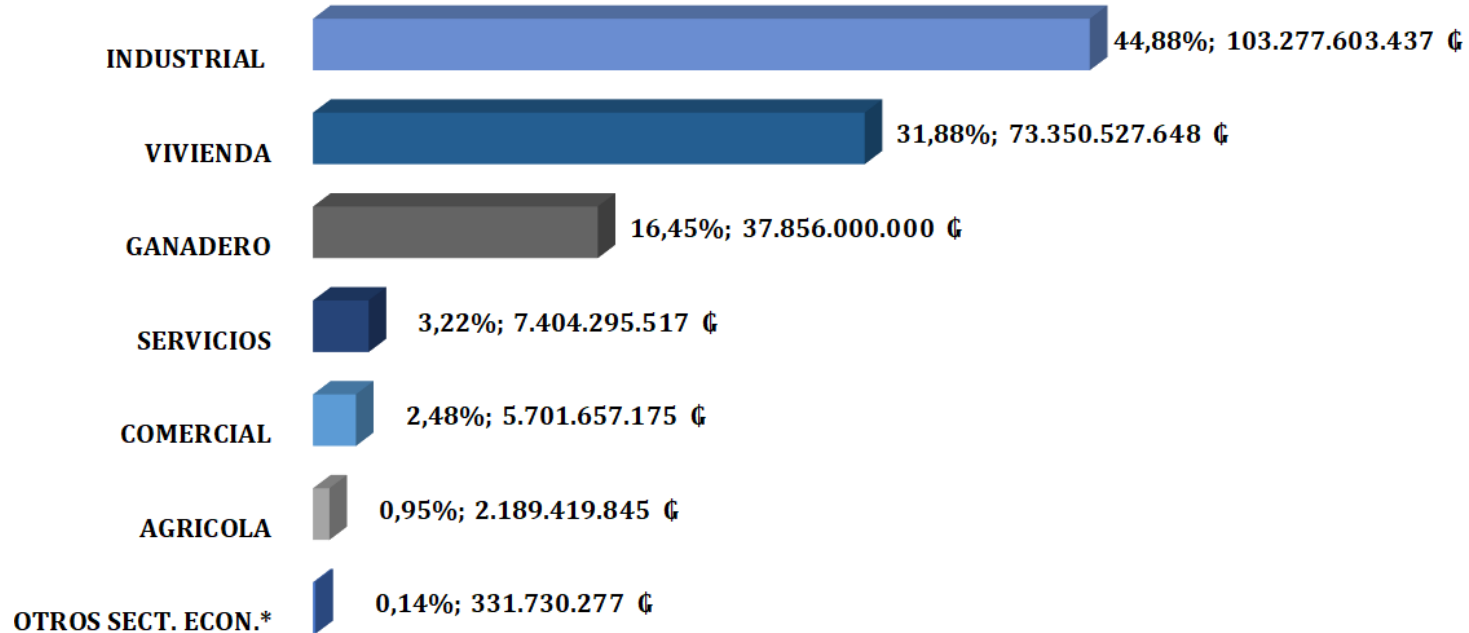 INDUSTRIAL 44,88%; 103.277.603.437 ₲
VIVIENDA 31,88%; 73.350.527.648 ₲
GANADERO 16,45%; 37.856.000.000 ₲
SERVICIOS 3,22%; 7.404.295.517 ₲
COMERCIAL 2,48%; 5.701.657.175 ₲
AGRICOLA 0,95%; 2.189.419.845 ₲
OTROS SECT. ECON.* 0,14%; 331.730.277 ₲